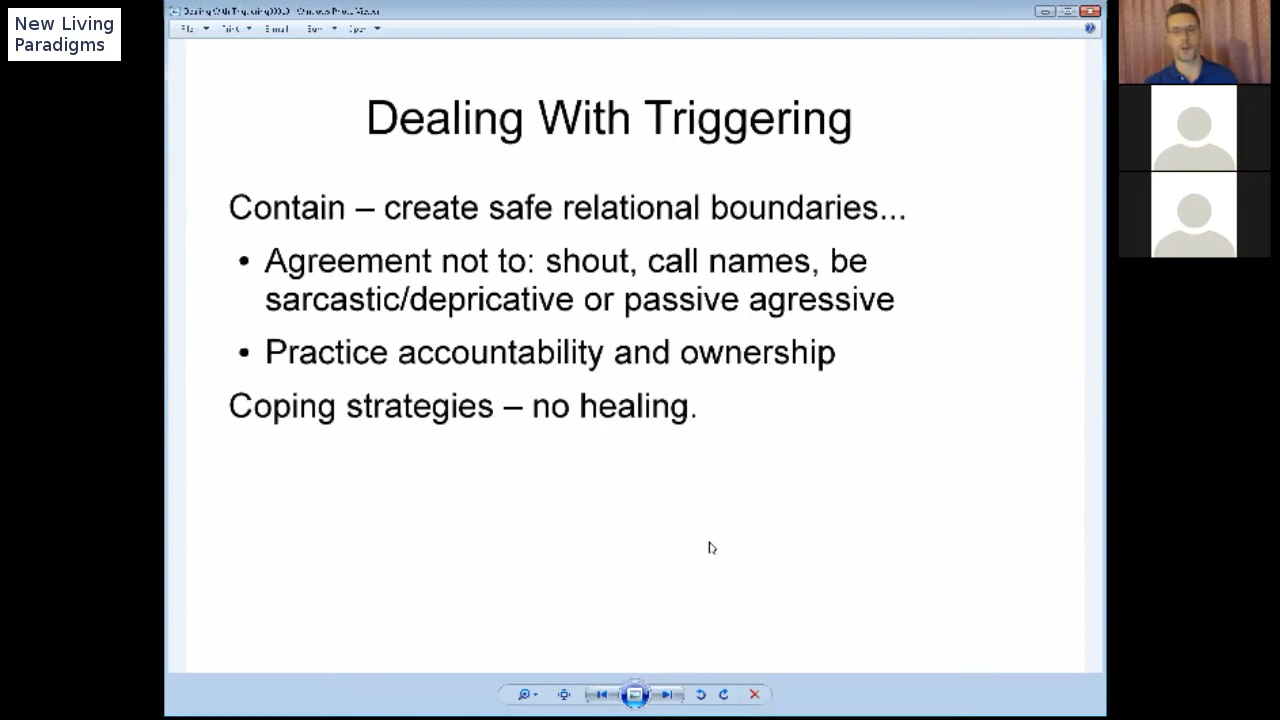 New Living
Paradigms
Dealing With Triggering
Contain – create safe relational boundaries...
• Agreement not to: shout, call names, be
sarcastic/depricative or passive agressive
• Practice accountability and ownership
Coping strategies – no healing.